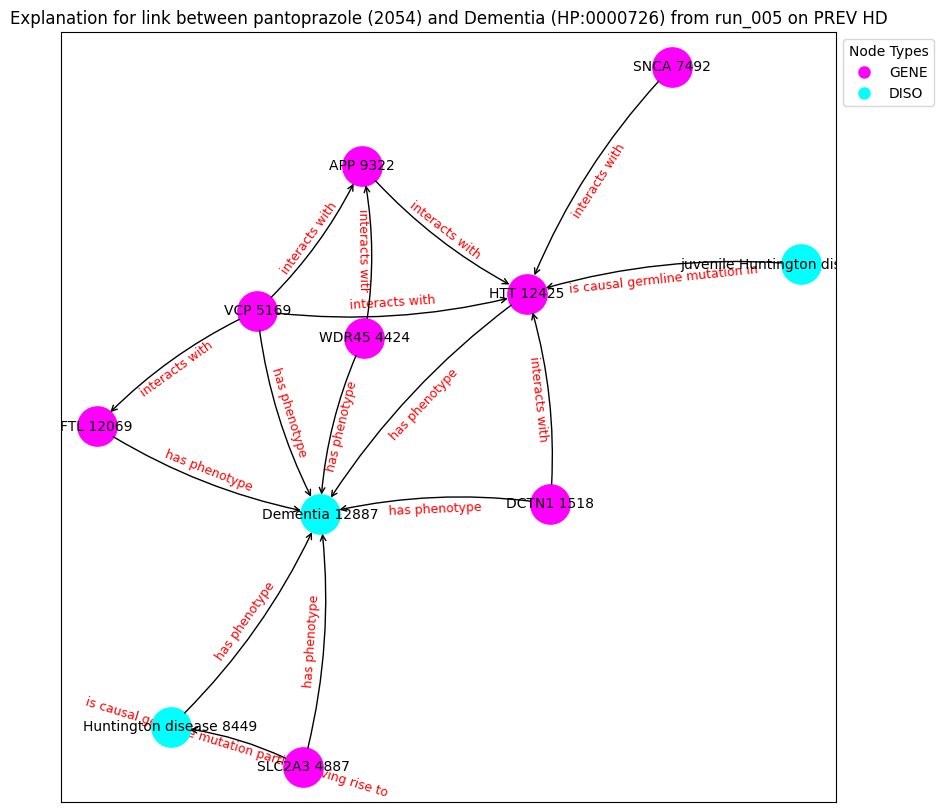 Explanation for link between pantoprazole (2054) and Dementia (HP:0000726) from run_005 on PREV HD
Node Types
GENE
DISO
SNCA 7492
interacts with
APP 9322
interacts with
interacts with
interacts with
juvenile Huntington dis
is causal germline mutation in
HTT 12425
VCP 5169
interacts with
WDR45 4424
interacts with
has phenotype
has phenotype
has phenotype
interacts with
FTL 12069
has phenotype
DCTN1 1518
has phenotype
Dementia 12887
has phenotype
has phenotype
Huntington disease 8449
is causal ge mutation par ving rise to
SLC2A3 4887